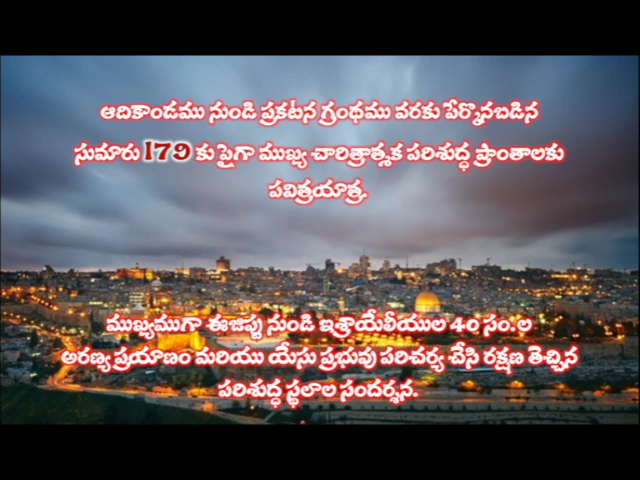 ఆదికాండము నుండి ప్రకటన గ్రంథము వరకు పేర్కొనబడిన
సుమారు 179 కు పైగా ముఖ్య చారిత్రాత్మక పరిశుద్ధ ప్రాంతాలకు
పవిత్రయాత్ర.
ముఖ్యముగా ఈజిప్టు నుండి ఇశ్రాయేలీయుల 40 సం.ల
అరణ్య ప్రయాణం మరియు యేసు ప్రభువు పరిచర్య చేసి రక్షణ తెచ్చిన
పరిశుద్ధ స్థలాల సందర్శన.